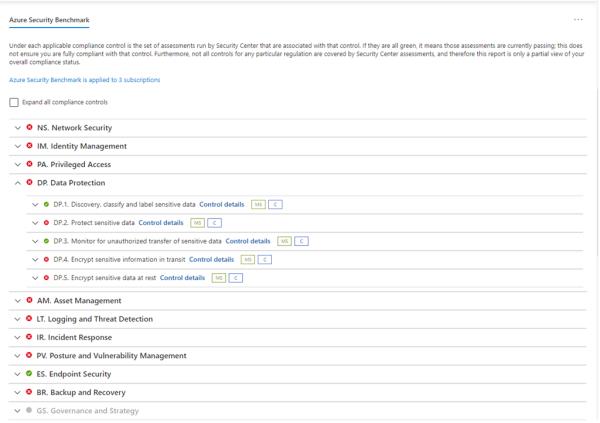 Azure Security Benchmark
Under each applicable compliance control is the set of assessments run by Security Center that are associated with that control. If they are all green, it means those assessments are currently passing; this does
not ensure you are fully compliant with that control. Furthermore, not all controls for any particular regulation are covered by Security Center assessments, and therefore this report is only a partial view of your
overall compliance status.
Azure Security Benchmark is applied to 3 subscriptions
Expand all compliance controls
NS. Network Security
IM. Identity Management
PA. Privileged Access
DP. Data Protection
DP.1. Discovery, classify and label sensitive data Control details MS C
DP.2. Protect sensitive data Control details MS C
DP.3. Monitor for unauthorized transfer of sensitive data Control details MS C
DP.4. Encrypt sensitive information in transit Control details MS C
DP.5. Encrypt sensitive data at rest Control details MS C
AM. Asset Management
LT. Logging and Threat Detection
IR. Incident Response
PV. Posture and Vulnerability Management
ES. Endpoint Security
BR. Backup and Recovery
GS. Governance and Strategy